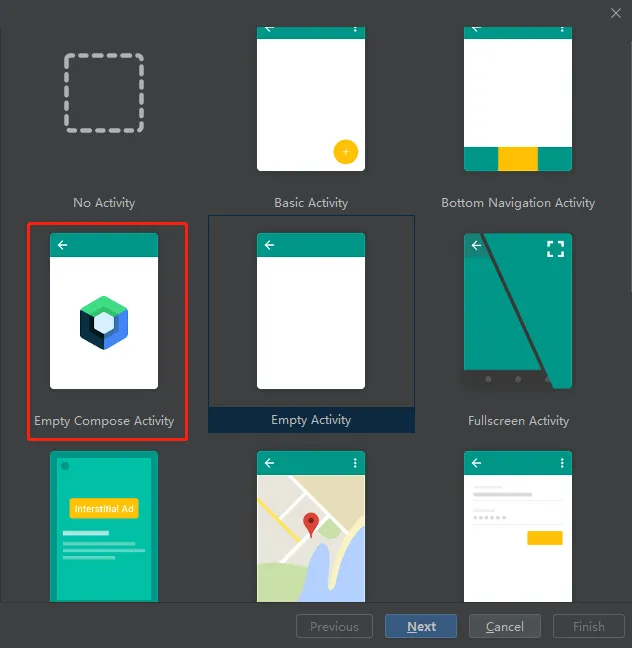 No Activity
Basic Activity
Bottom Navigation Activity
Empty Compose Activity
Empty Activity
Fullscreen Activity
Interstitial Ad
Previous
Next
Cancel
Finish